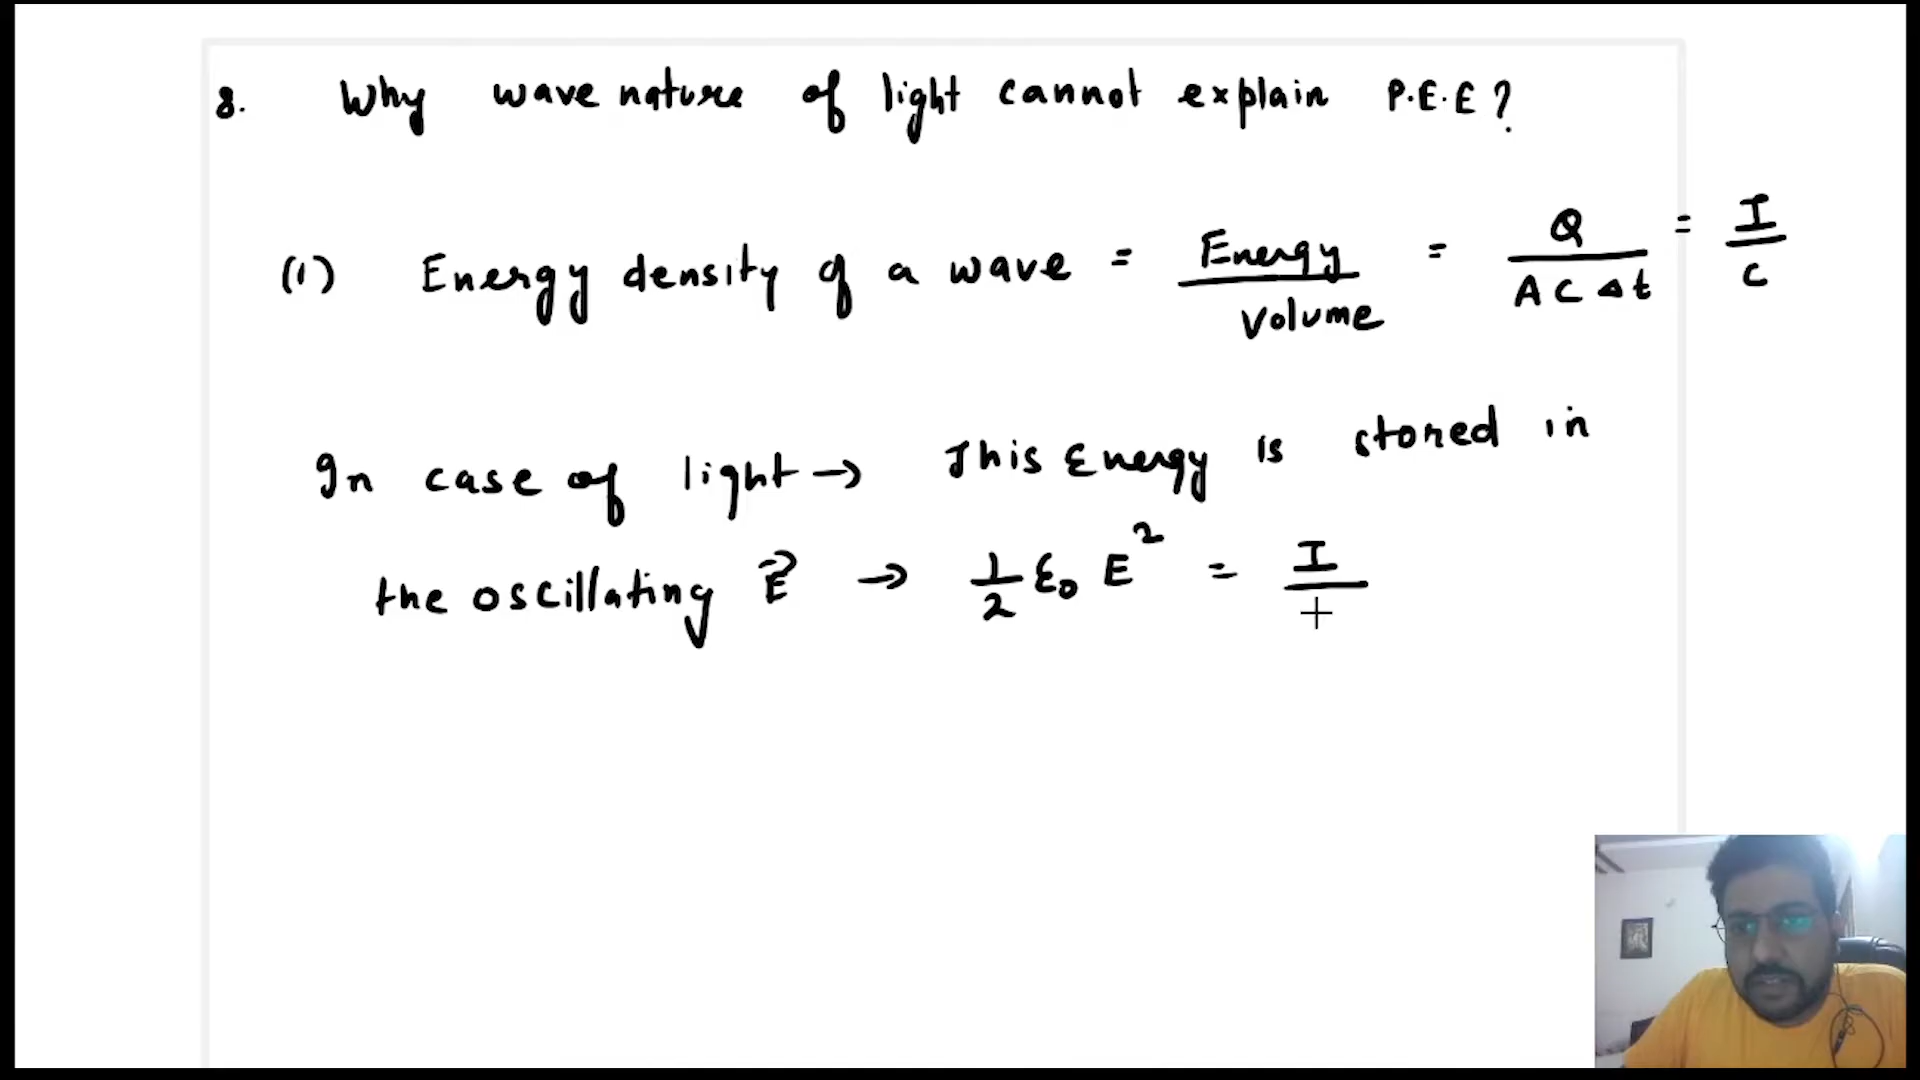 8. Why wave nature of light cannot explain P.E.E?
(1) Energy density of a wave = Energy / Volume = Q / A C Δt = I / C
In case of light → This Energy is stored in
the oscillating E⃗ → 1/2 ε₀ E² = I /